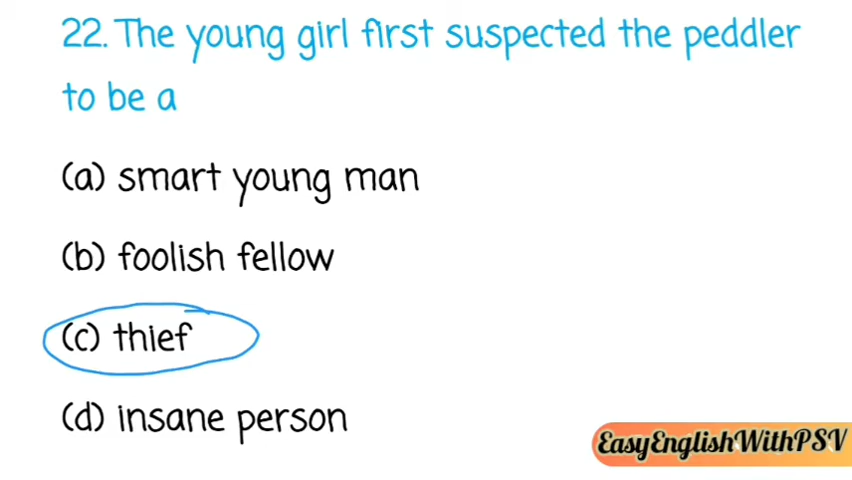 22. The young girl first suspected the peddler
to be a
(a) smart young man
(b) foolish fellow
(c) thief
(d) insane person
EasyEnglishWithPSV